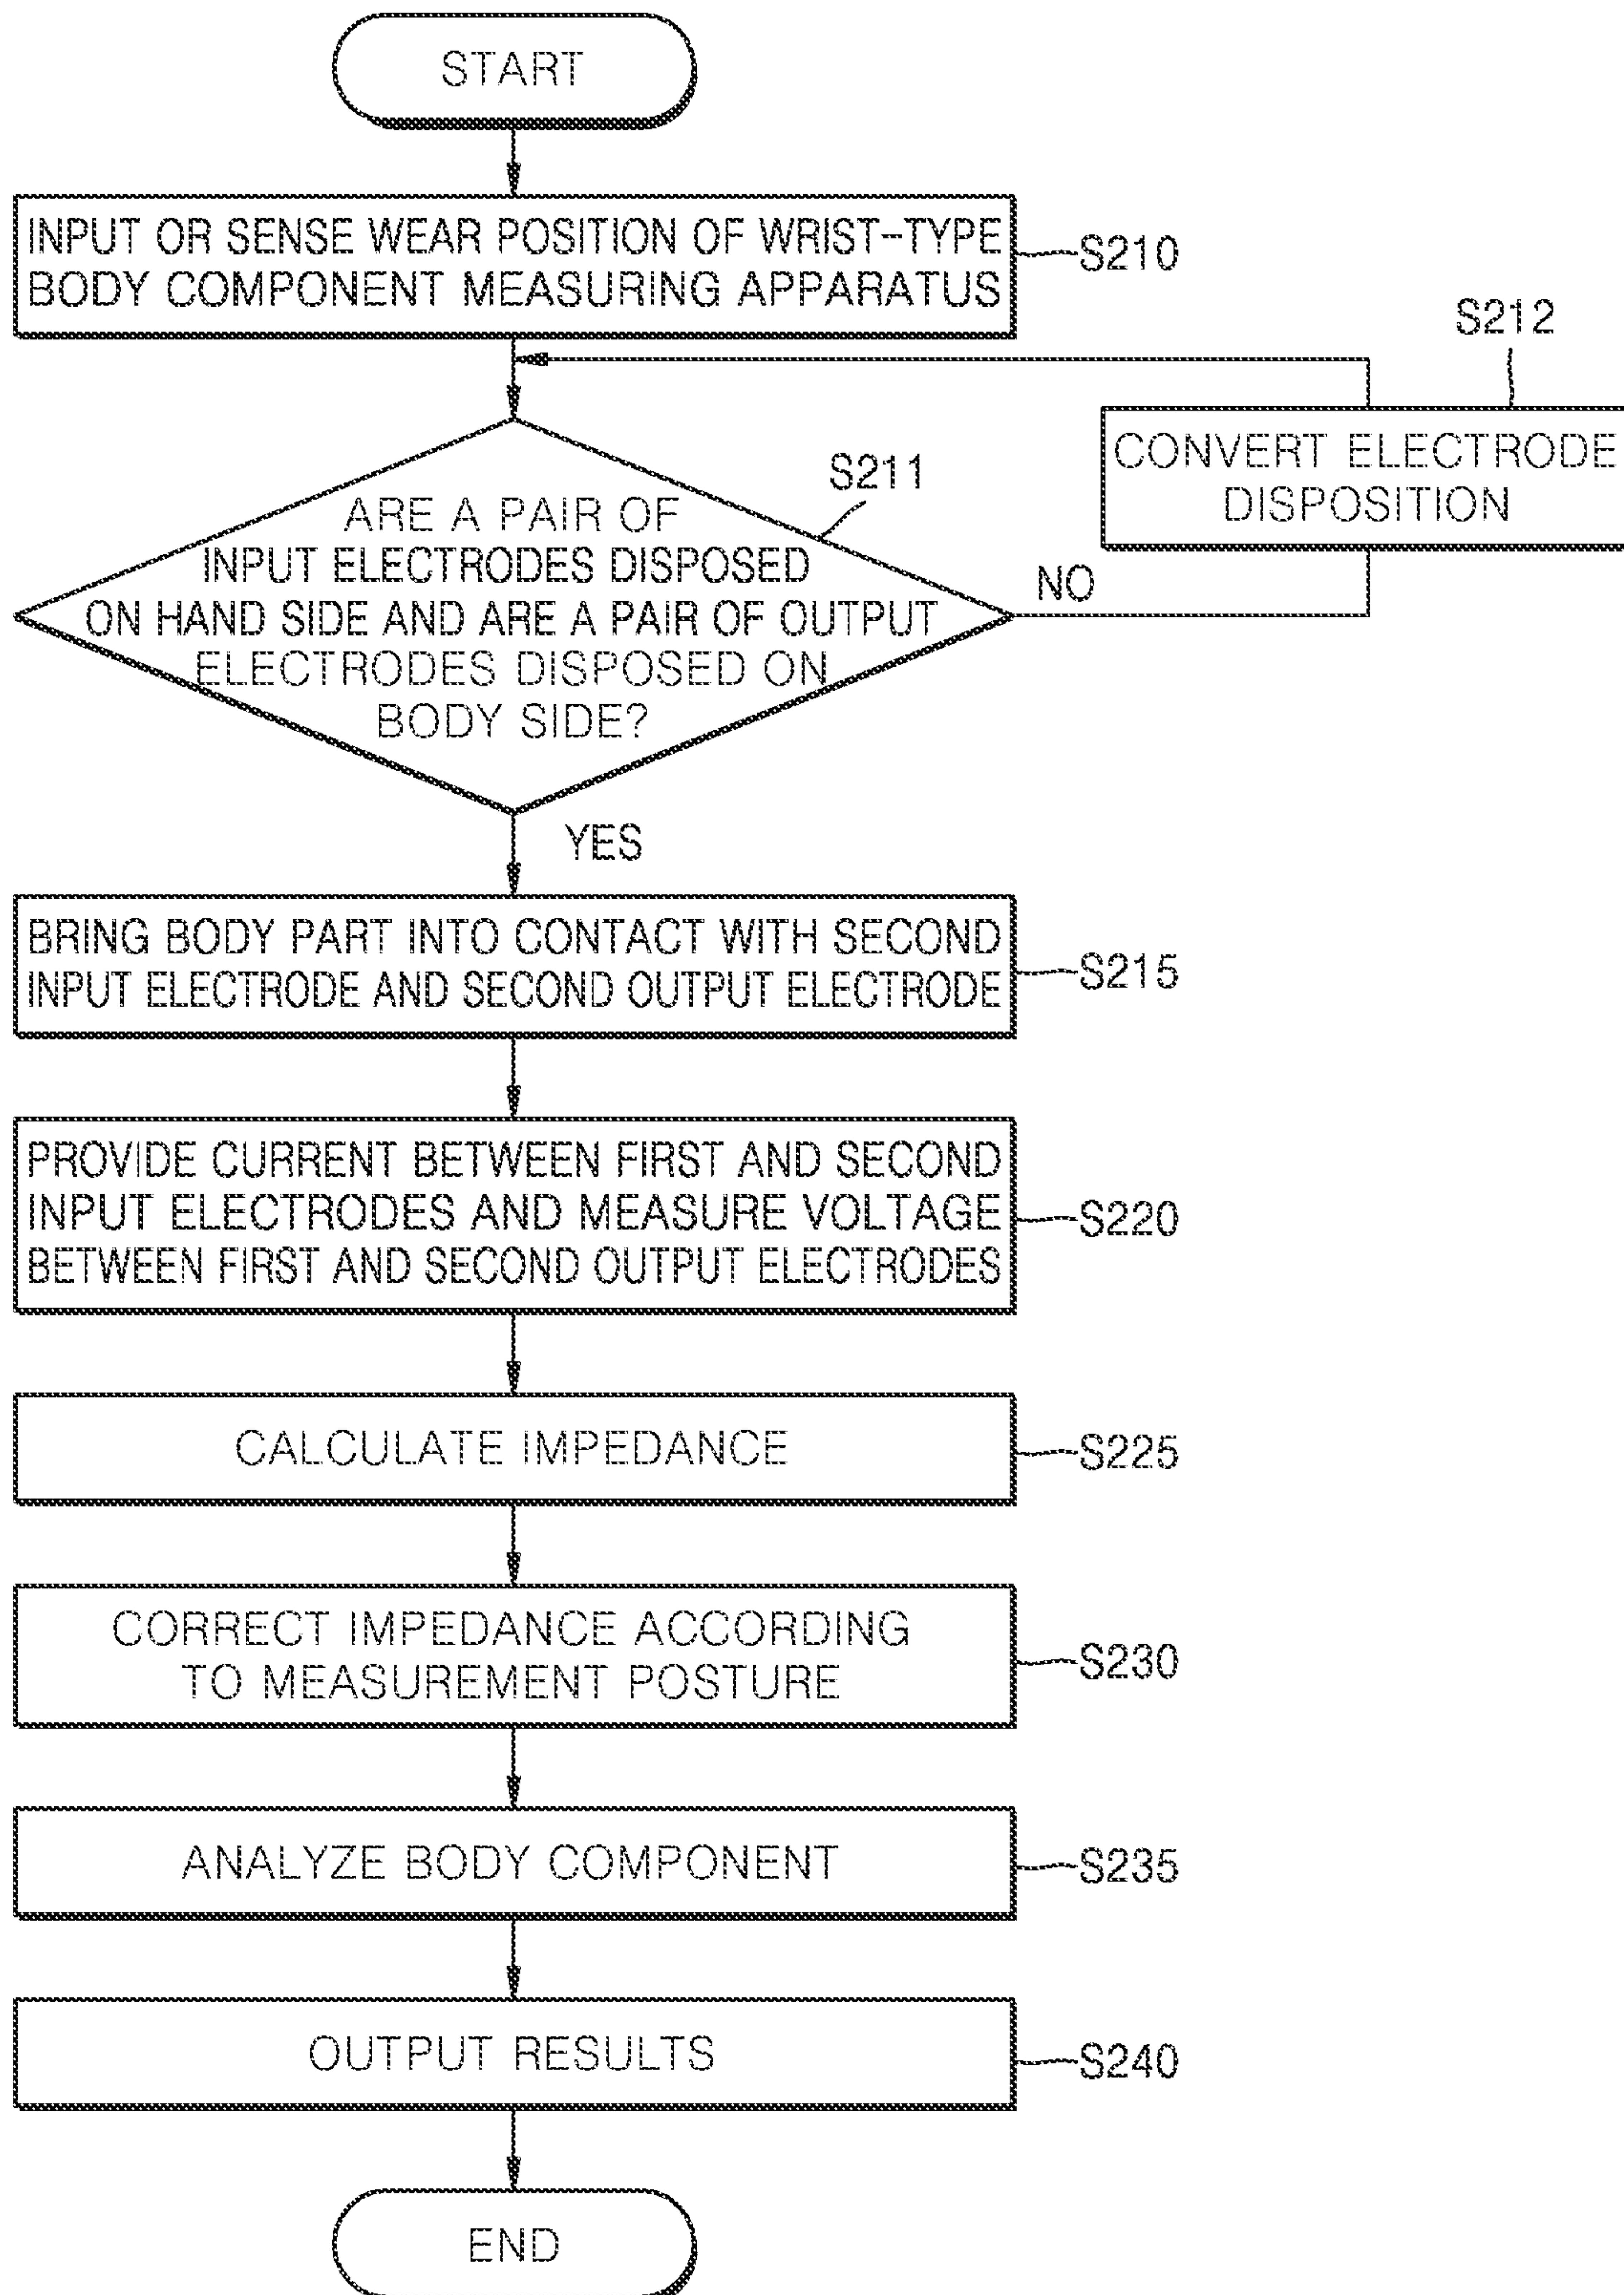 START
INPUT OR SENSE WEAR POSITION OF WRIST-TYPE
BODY COMPONENT MEASURING APPARATUS
S210
S212
CONVERT ELECTRODE
DISPOSITION
S211
ARE A PAIR OF
INPUT ELECTRODES DISPOSED
ON HAND SIDE AND ARE A PAIR OF OUTPUT
ELECTRODES DISPOSED ON
BODY SIDE?
NO
YES
BRING BODY PART INTO CONTACT WITH SECOND
INPUT ELECTRODE AND SECOND OUTPUT ELECTRODE
S215
PROVIDE CURRENT BETWEEN FIRST AND SECOND
INPUT ELECTRODES AND MEASURE VOLTAGE
BETWEEN FIRST AND SECOND OUTPUT ELECTRODES
S220
CALCULATE IMPEDANCE
S225
CORRECT IMPEDANCE ACCORDING
TO MEASUREMENT POSTURE
S230
ANALYZE BODY COMPONENT
S235
OUTPUT RESULTS
S240
END